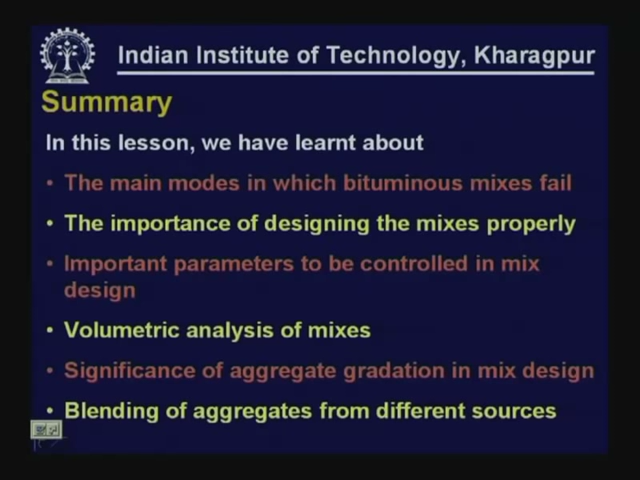 Indian Institute of Technology, Kharagpur
Summary
In this lesson, we have learnt about
• The main modes in which bituminous mixes fail
• The importance of designing the mixes properly
• Important parameters to be controlled in mix
design
• Volumetric analysis of mixes
• Significance of aggregate gradation in mix design
• Blending of aggregates from different sources